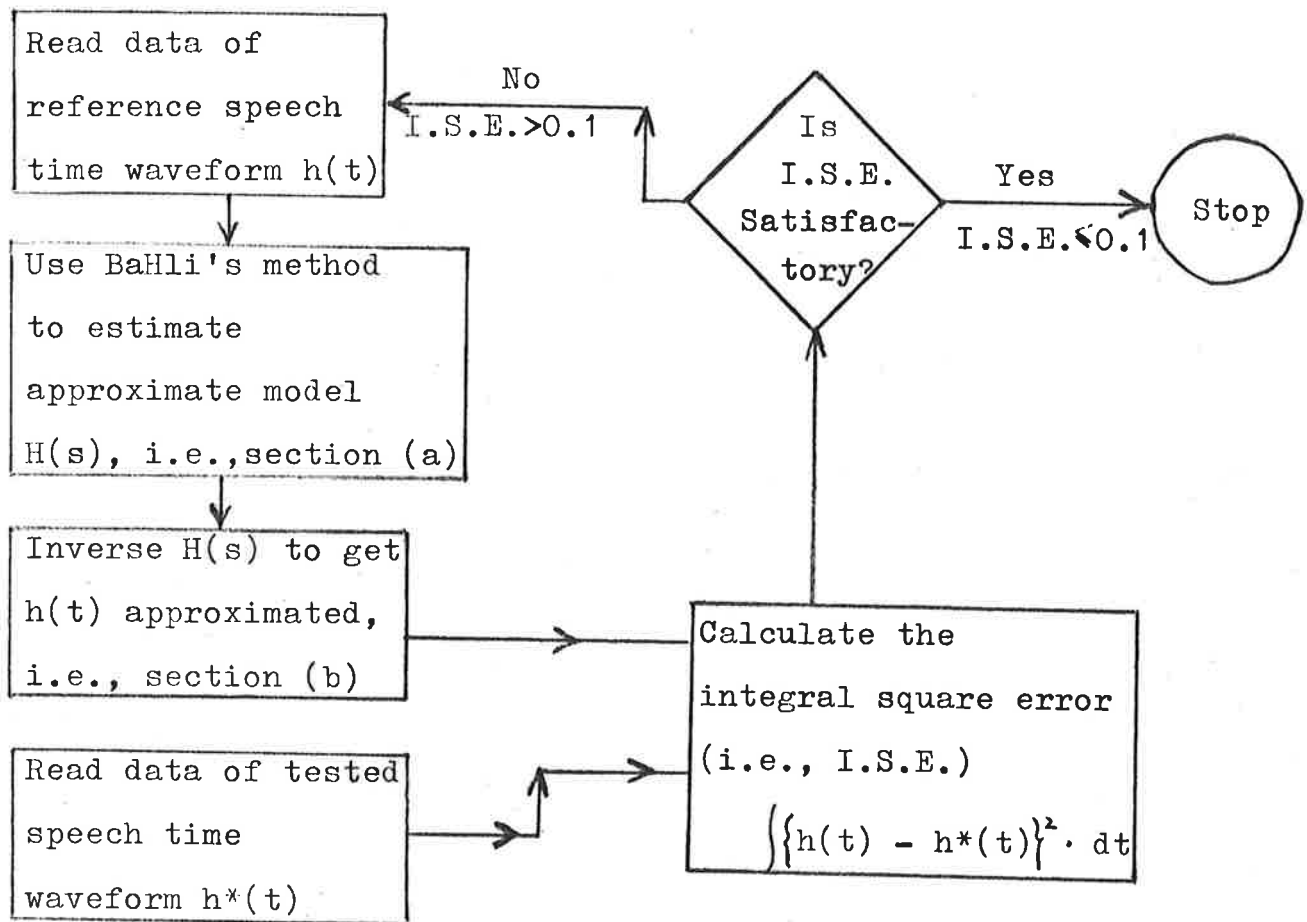 Read data of
reference speech
time waveform h(t)
No
I.S.E.>0.1
Is
I.S.E.
Satisfac-
tory?
Yes
I.S.E.≤0.1
Stop
Use BaHli's method
to estimate
approximate model
H(s), i.e.,section (a)
Inverse H(s) to get
h(t) approximated,
i.e., section (b)
Calculate the
integral square error
(i.e., I.S.E.)
∫{h(t) - h*(t)}²· dt
Read data of tested
speech time
waveform h*(t)